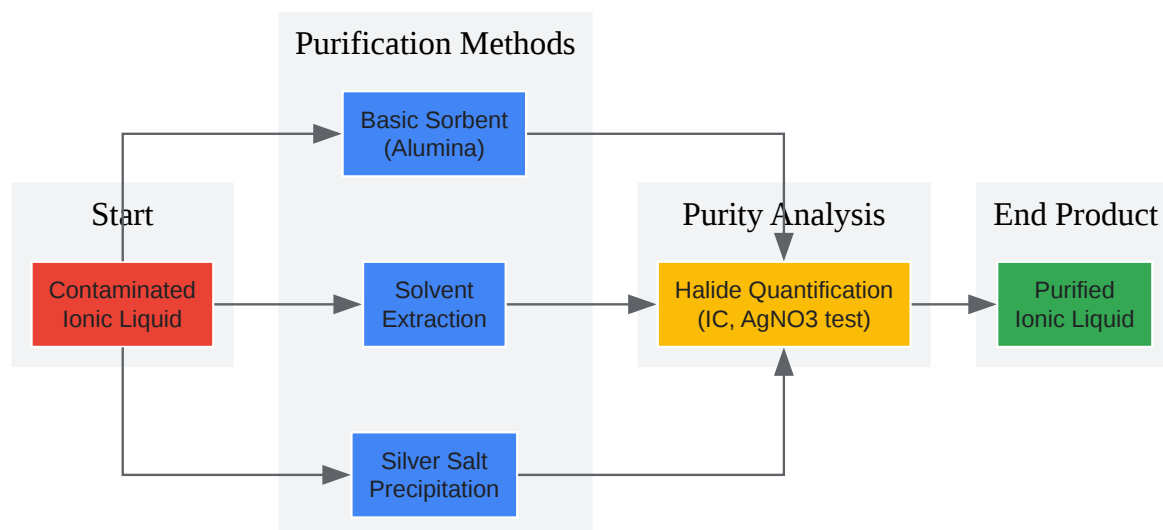 Purification Methods
Basic Sorbent
(Alumina)
Start
Contaminated
Ionic Liquid
Solvent
Extraction
Silver Salt
Precipitation
Purity Analysis
Halide Quantification
(IC, AgNO3 test)
End Product
Purified
Ionic Liquid